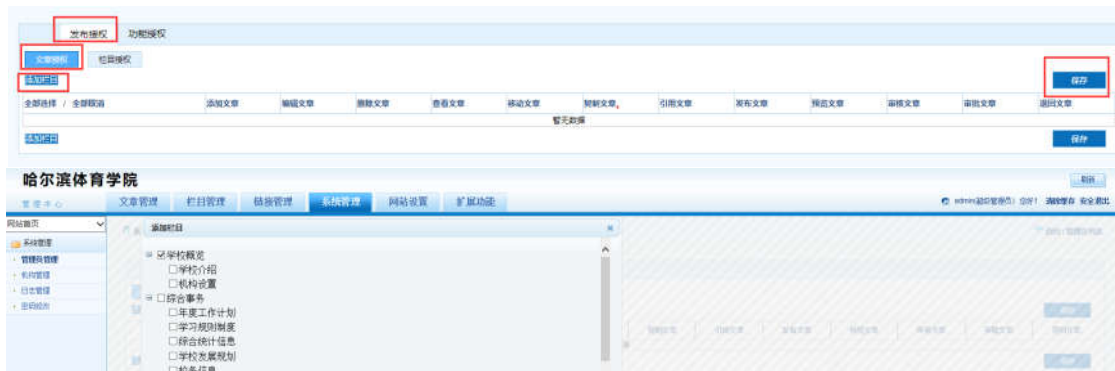 发布授权 功能授权
文章授权 栏目授权
添加栏目 保存
全部选择 / 全部取消 添加文章 编辑文章 删除文章 查看文章 移动文章 复制文章 引用文章 发布文章 预览文章 审核文章 审批文章 退回文章
暂无数据
添加栏目 保存
哈尔滨体育学院 刷新
管理中心 文章管理 栏目管理 链接管理 系统管理 网站设置 扩展功能 admin(超级管理员) 您好! 清除缓存 安全退出
网站首页 添加栏目
系统管理
学校概览
管理员管理
学校介绍
机构管理
机构设置
日志管理
综合事务
密码修改
年度工作计划
学习规则制度
综合统计信息
学校发展规划
校务信息